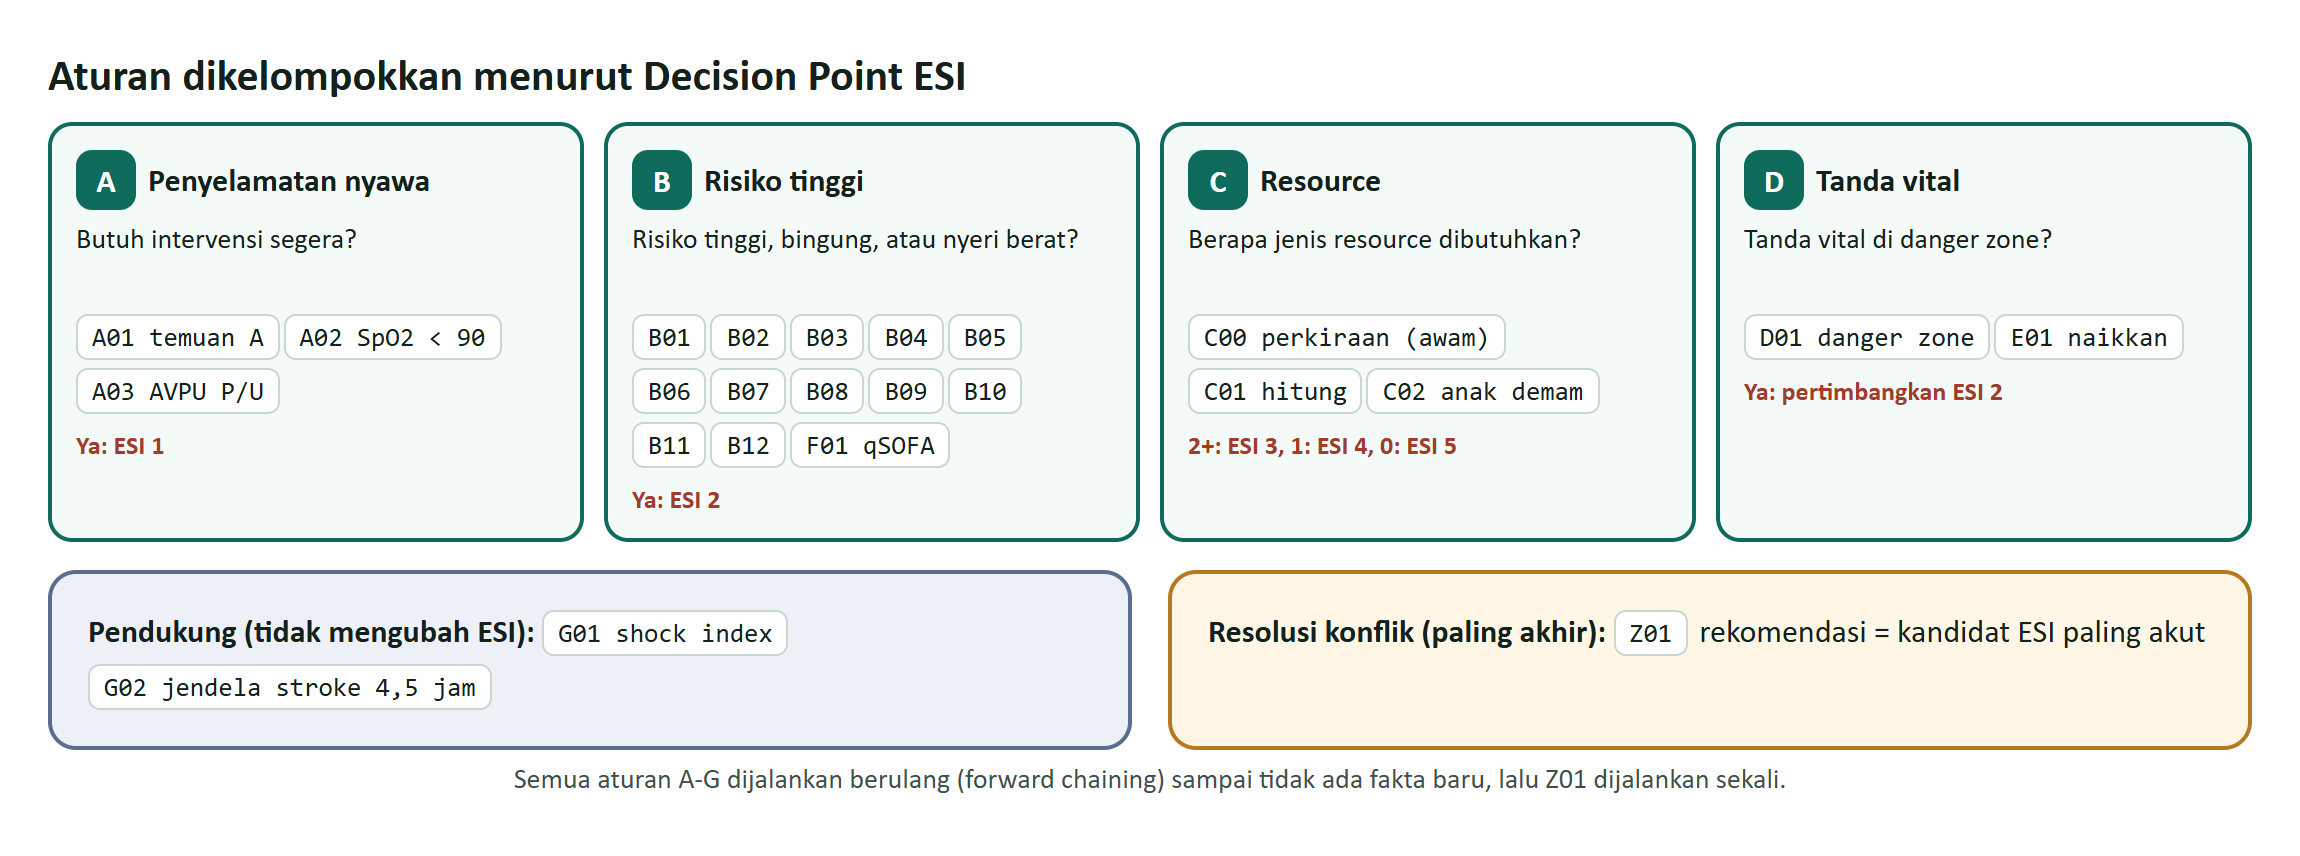 Aturan dikelompokkan menurut Decision Point ESI
A Penyelamatan nyawa
Butuh intervensi segera?
A01 temuan A A02 SpO2 < 90
A03 AVPU P/U
Ya: ESI 1
B Risiko tinggi
Risiko tinggi, bingung, atau nyeri berat?
B01 B02 B03 B04 B05
B06 B07 B08 B09 B10
B11 B12 F01 qSOFA
Ya: ESI 2
C Resource
Berapa jenis resource dibutuhkan?
C00 perkiraan (awam)
C01 hitung C02 anak demam
2+: ESI 3, 1: ESI 4, 0: ESI 5
D Tanda vital
Tanda vital di danger zone?
D01 danger zone E01 naikkan
Ya: pertimbangkan ESI 2
Pendukung (tidak mengubah ESI): G01 shock index
G02 jendela stroke 4,5 jam
Resolusi konflik (paling akhir): Z01 rekomendasi = kandidat ESI paling akut
Semua aturan A-G dijalankan berulang (forward chaining) sampai tidak ada fakta baru, lalu Z01 dijalankan sekali.